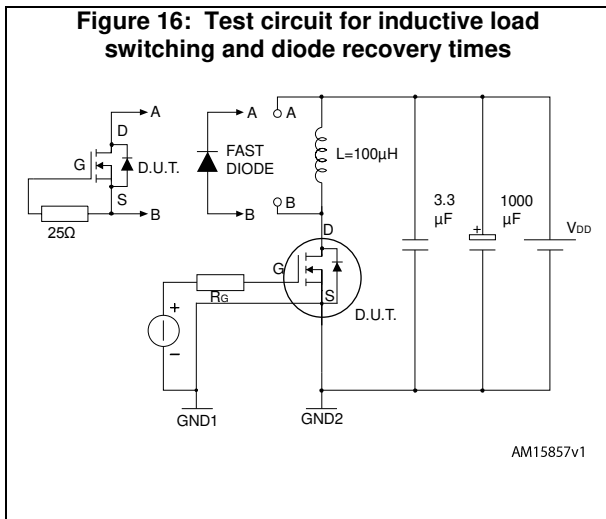 Figure 16: Test circuit for inductive load
switching and diode recovery times
A
A
A
D
G
D.U.T.
FAST
DIODE
L=100µH
S
B
B
B
25Ω
D
3.3
µF
+
1000
µF
VDD
G
RG
S
D.U.T.
+
–
GND1
GND2
AM15857v1